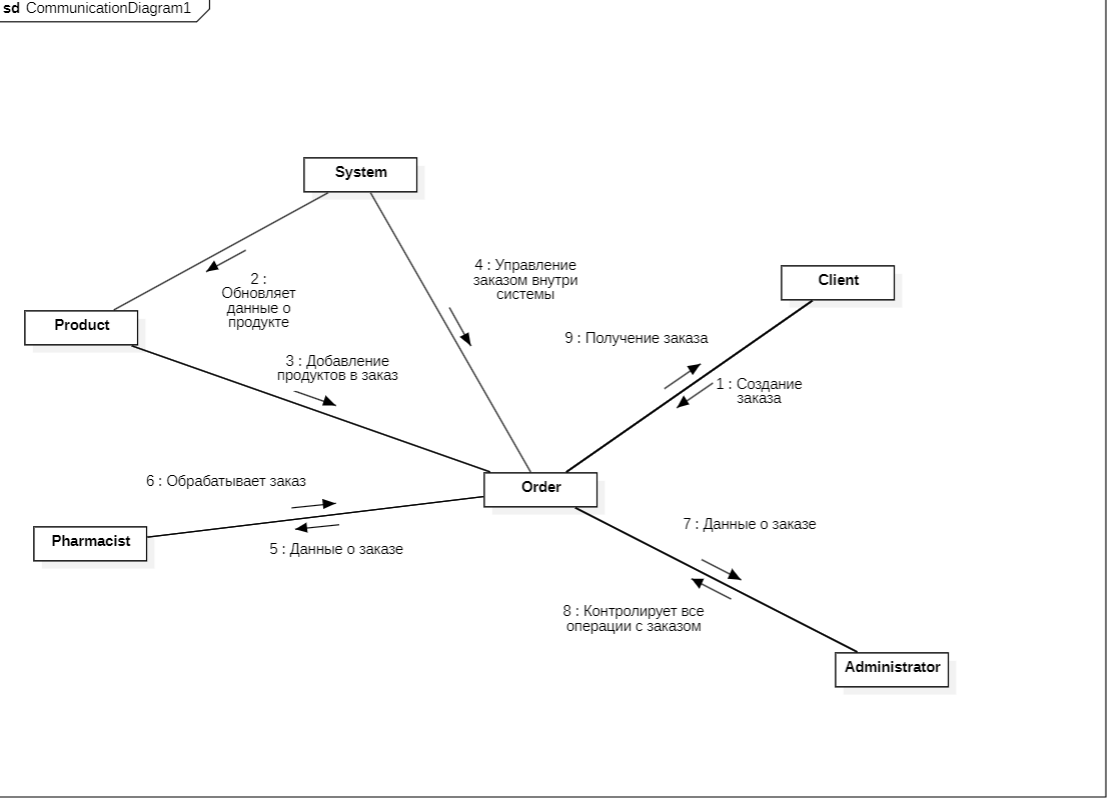 sd CommunicationDiagram1
System
4 : Управление
заказом внутри
системы
Client
2 :
Обновляет
данные о
продукте
Product
9 : Получение заказа
3 : Добавление
продуктов в заказ
1 : Создание
заказа
6 : Обрабатывает заказ
Order
Pharmacist
5 : Данные о заказе
7 : Данные о заказе
8 : Контролирует все
операции с заказом
Administrator